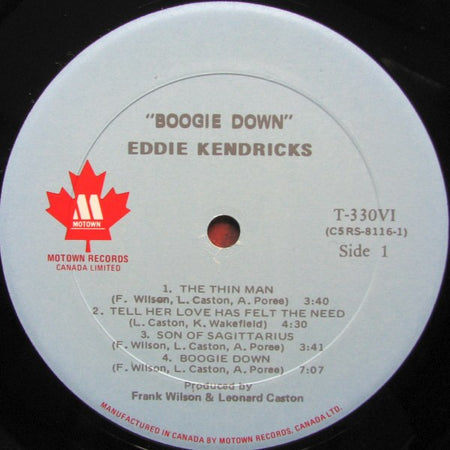 "BOOGIE DOWN"
EDDIE KENDRICKS
M
MOTOWN
MOTOWN RECORDS
CANADA LIMITED
T-330VI
(C5RS-8116-1)
Side 1
1. THE THIN MAN
(F. Wilson, L. Caston, A. Poree) 3:40
2. TELL HER LOVE HAS FELT THE NEED
(L. Caston, K. Wakefield) 4:30
3. SON OF SAGITTARIUS
(F. Wilson, L. Caston, A. Poree) 3:41
4. BOOGIE DOWN
(F. Wilson, L. Caston, A. Poree) 7:07
Produced by
Frank Wilson & Leonard Caston
MANUFACTURED IN CANADA BY MOTOWN RECORDS, CANADA LTD.